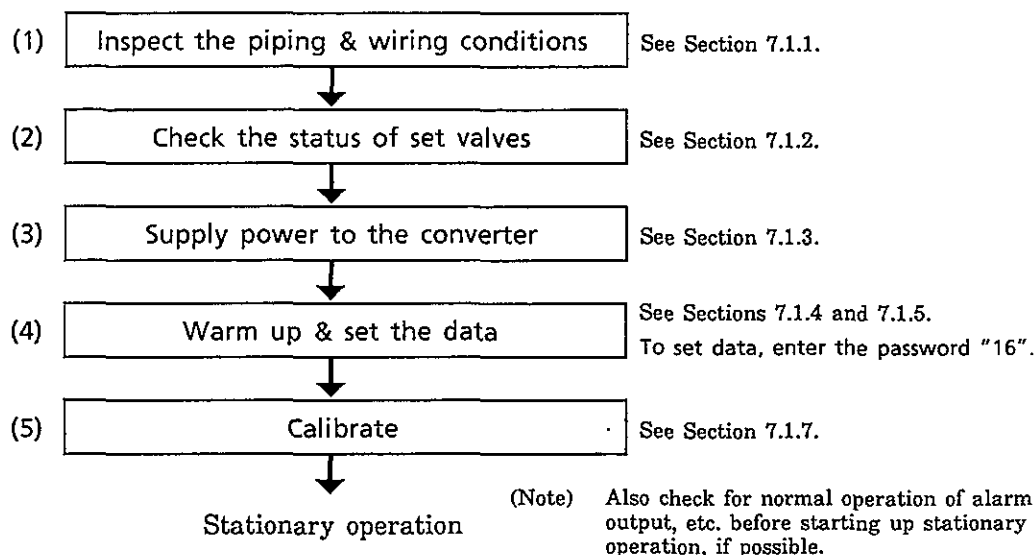 (1) Inspect the piping & wiring conditions See Section 7.1.1.
(2) Check the status of set valves See Section 7.1.2.
(3) Supply power to the converter See Section 7.1.3.
(4) Warm up & set the data See Sections 7.1.4 and 7.1.5.
To set data, enter the password "16".
(5) Calibrate See Section 7.1.7.
Stationary operation
(Note) Also check for normal operation of alarm
output, etc. before starting up stationary
operation, if possible.